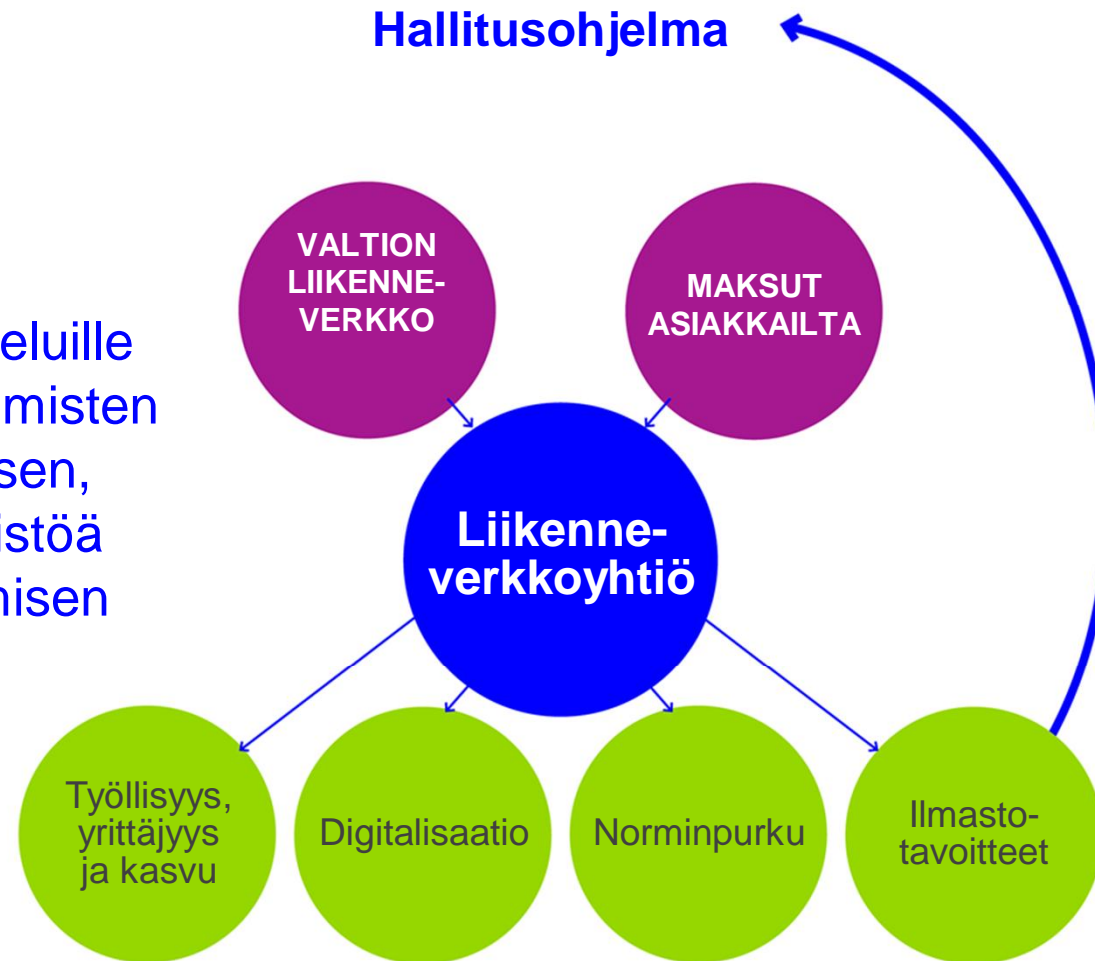 Hallitusohjelma
VALTION
LIIKENNE-
VERKKO
MAKSUT
ASIAKKAILTA
eluille
misten
sen,
istöä
nisen
Liikenne-
verkkoyhtiö
Työllisyys,
yrittäjyys
ja kasvu
Digitalisaatio
Norminpurku
Ilmasto-
tavoitteet